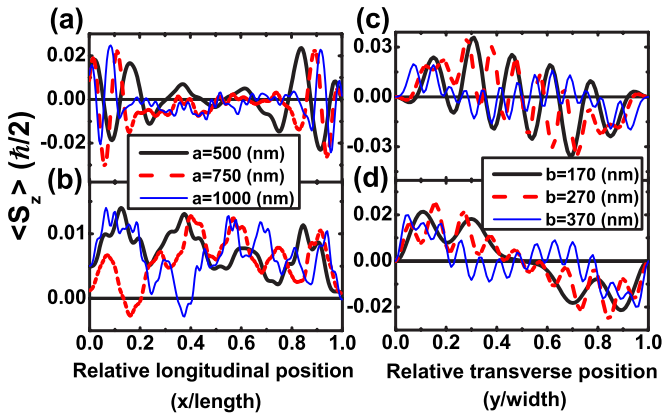 (a)
(c)
0.02
0.00
-0.02
0.03
0.00
-0.03
<S_z> (ℏ/2)
a=500 (nm)
a=750 (nm)
a=1000 (nm)
b=170 (nm)
b=270 (nm)
b=370 (nm)
(b)
(d)
0.01
0.00
0.02
0.00
-0.02
0.0 0.2 0.4 0.6 0.8 1.0
0.0 0.2 0.4 0.6 0.8 1.0
Relative longitudinal position
(x/length)
Relative transverse position
(y/width)